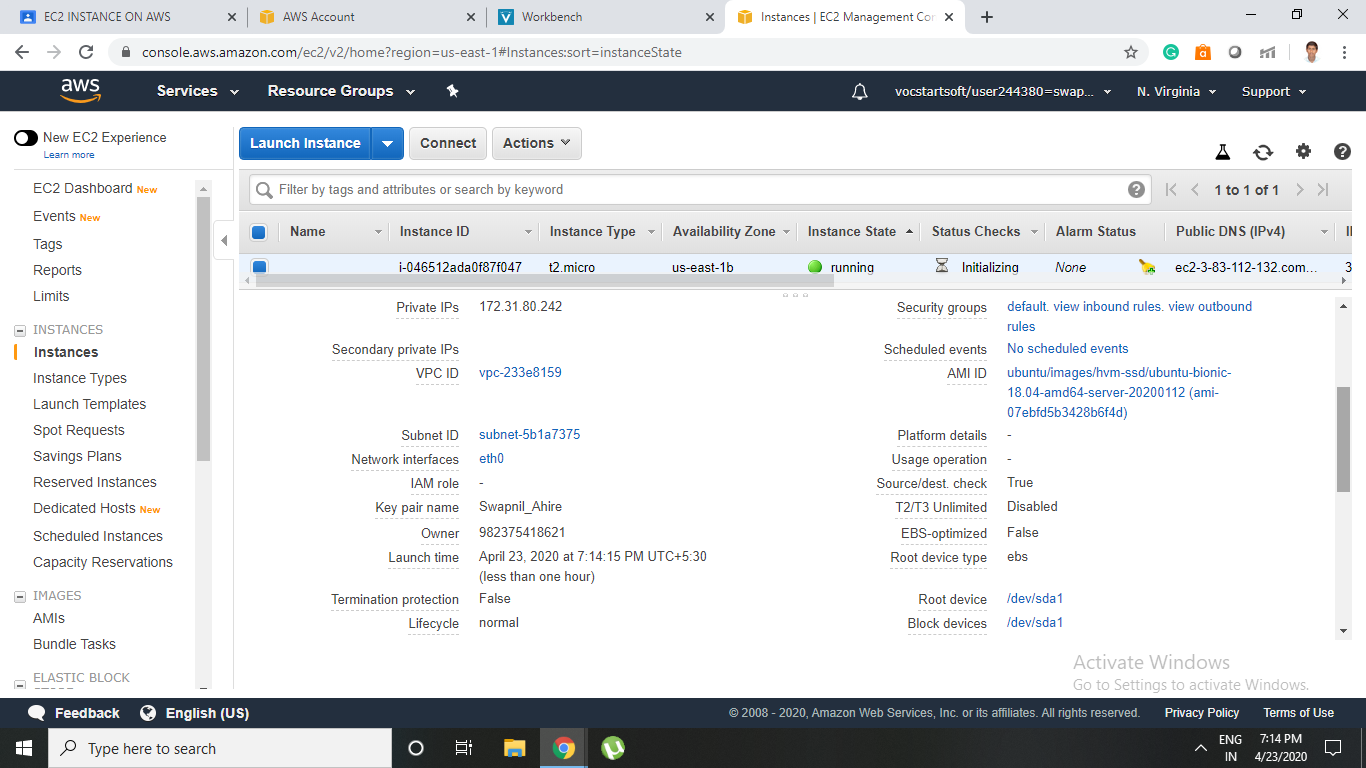 EC2 INSTANCE ON AWS
AWS Account
Workbench
Instances | EC2 Management Con
console.aws.amazon.com/ec2/v2/home?region=us-east-1#Instances:sort=instanceState
aws
Services
Resource Groups
vocstartsoft/user244380=swap...
N. Virginia
Support
New EC2 Experience
Learn more
EC2 Dashboard New
Events New
Tags
Reports
Limits
INSTANCES
Instances
Instance Types
Launch Templates
Spot Requests
Savings Plans
Reserved Instances
Dedicated Hosts New
Scheduled Instances
Capacity Reservations
IMAGES
AMIs
Bundle Tasks
ELASTIC BLOCK
Launch Instance
Connect
Actions
Filter by tags and attributes or search by keyword
1 to 1 of 1
Name Instance ID Instance Type Availability Zone Instance State Status Checks Alarm Status Public DNS (IPv4)
i-046512ada0f87f047 t2.micro us-east-1b running Initializing None ec2-3-83-112-132.com... 3
Private IPs 172.31.80.242
Secondary private IPs
VPC ID vpc-233e8159
Subnet ID subnet-5b1a7375
Network interfaces eth0
IAM role -
Key pair name Swapnil_Ahire
Owner 982375418621
Launch time April 23, 2020 at 7:14:15 PM UTC+5:30
(less than one hour)
Termination protection False
Lifecycle normal
Security groups default. view inbound rules. view outbound
rules
Scheduled events No scheduled events
AMI ID ubuntu/images/hvm-ssd/ubuntu-bionic-
18.04-amd64-server-20200112 (ami-
07ebfd5b3428b6f4d)
Platform details -
Usage operation -
Source/dest. check True
T2/T3 Unlimited Disabled
EBS-optimized False
Root device type ebs
Root device /dev/sda1
Block devices /dev/sda1
Activate Windows
Go to Settings to activate Windows.
Feedback
English (US)
© 2008 - 2020, Amazon Web Services, Inc. or its affiliates. All rights reserved.
Privacy Policy
Terms of Use
Type here to search
ENG
IN
7:14 PM
4/23/2020